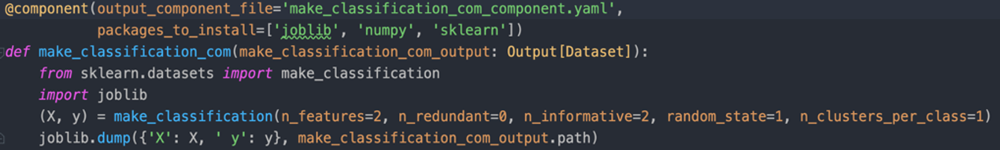 @component(output_component_file='make_classification_com_component.yaml',
packages_to_install=['joblib', 'numpy', 'sklearn'])
def make_classification_com(make_classification_com_output: Output[Dataset]):
from sklearn.datasets import make_classification
import joblib
(X, y) = make_classification(n_features=2, n_redundant=0, n_informative=2, random_state=1, n_clusters_per_class=1)
joblib.dump({'X': X, ' y': y}, make_classification_com_output.path)